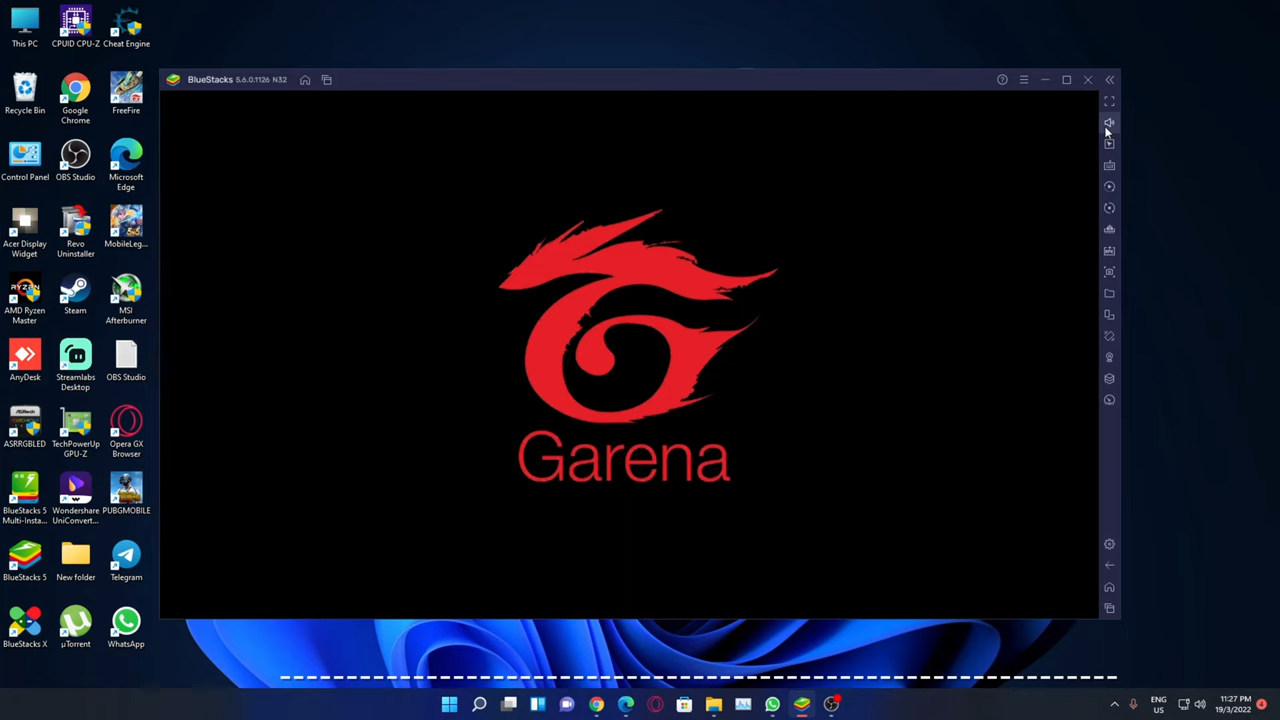 This PC
CPUID CPU-Z
Cheat Engine
Recycle Bin
Google
Chrome
FreeFire
Control Panel
OBS Studio
Microsoft
Edge
Acer Display
Widget
Revo
Uninstaller
MobileLeg...
AMD Ryzen
Master
Steam
MSI
Afterburner
AnyDesk
Streamlabs
Desktop
OBS Studio
ASRRGBLED
TechPowerUp
GPU-Z
Opera GX
Browser
BlueStacks 5
Multi-Insta...
Wondershare
UniConvert...
PUBGMOBILE
BlueStacks 5
New folder
Telegram
BlueStacks X
µTorrent
WhatsApp
BlueStacks 5.6.0.1126 N32
Garena
ENG
US
11:27 PM
19/3/2022
4